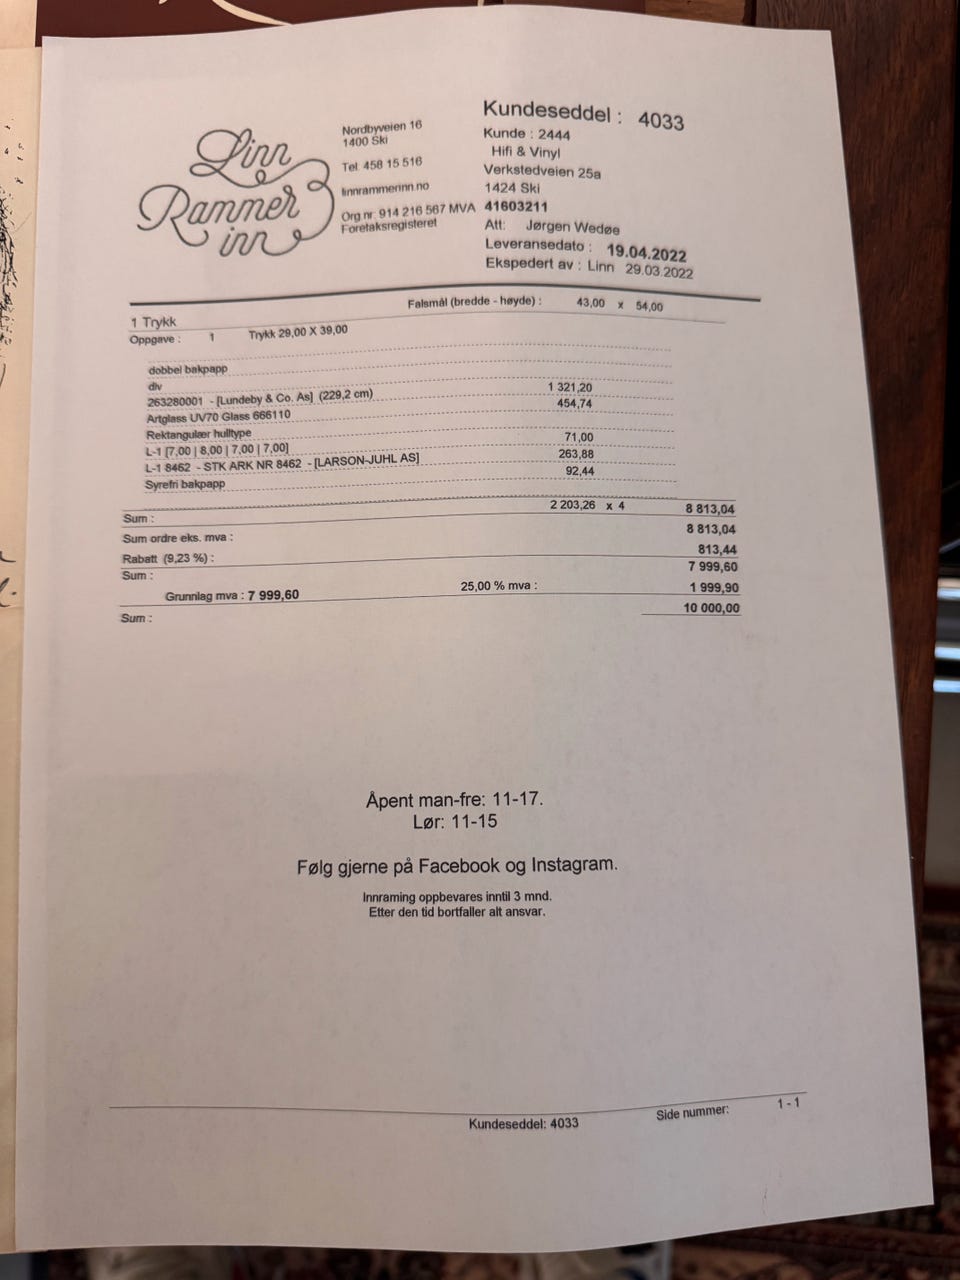 Linn
Rammer
inn
Nordbyveien 16
1400 Ski
Tel. 458 15 516
linnrammerinn.no
Org nr: 914 216 567 MVA
Foretaksregisteret
Kundeseddel : 4033
Kunde : 2444
Hifi & Vinyl
Verkstedveien 25a
1424 Ski
41603211
Att: Jørgen Wedøe
Leveransedato : 19.04.2022
Ekspedert av : Linn 29.03.2022
1 Trykk Falsmål (bredde - høyde) : 43,00 x 54,00
Oppgave : 1 Trykk 29,00 X 39,00
dobbel bakpapp
div
263280001 - [Lundeby & Co. As] (229,2 cm) 1 321,20
Artglass UV70 Glass 666110 454,74
Rektangulær hulltype
L-1 [7,00 | 8,00 | 7,00 | 7,00] 71,00
L-1 8462 - STK ARK NR 8462 - [LARSON-JUHL AS] 263,88
Syrefri bakpapp 92,44
Sum : 2 203,26 x 4 8 813,04
Sum ordre eks. mva : 8 813,04
Rabatt (9,23 %) : 813,44
Sum : 7 999,60
Grunnlag mva : 7 999,60 25,00 % mva : 1 999,90
Sum : 10 000,00
Åpent man-fre: 11-17.
Lør: 11-15
Følg gjerne på Facebook og Instagram.
Innraming oppbevares inntil 3 mnd.
Etter den tid bortfaller alt ansvar.
Kundeseddel: 4033 Side nummer: 1 - 1